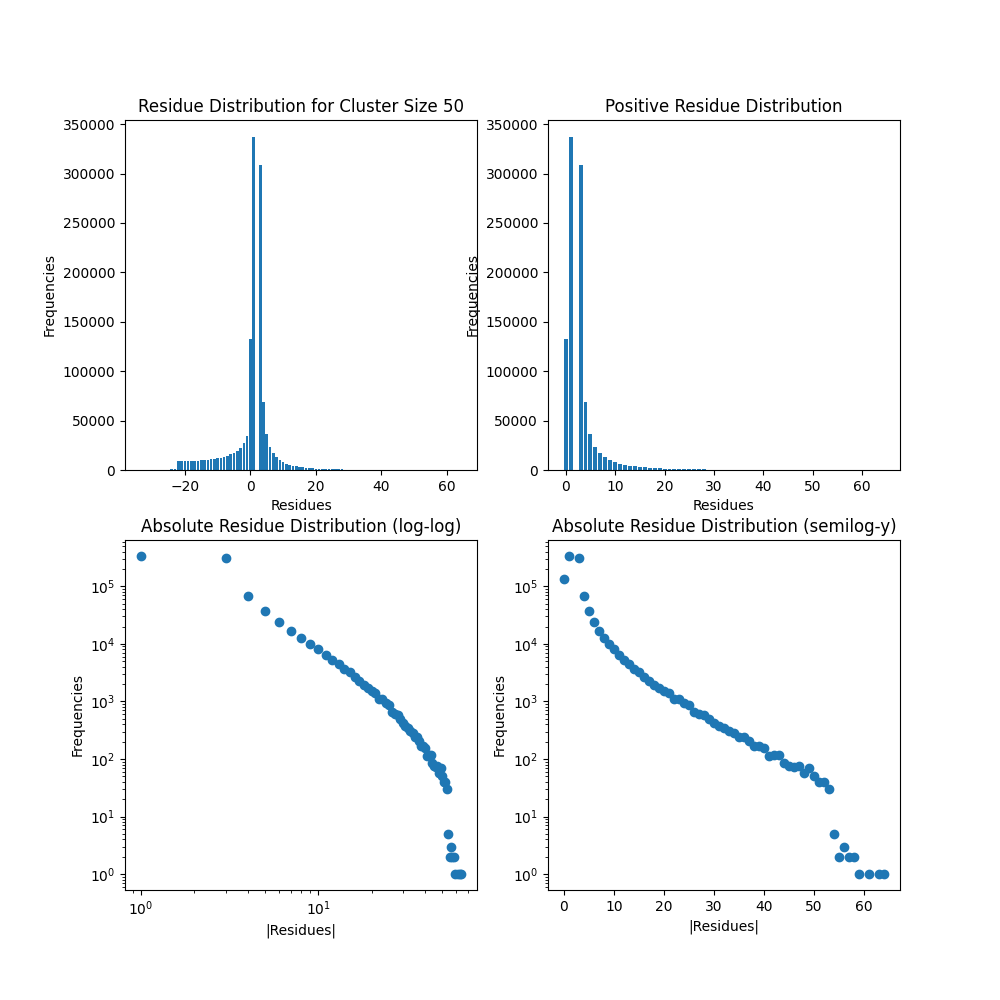 Residue Distribution for Cluster Size 50
350000
300000
250000
200000
150000
100000
50000
0
Frequencies
−20 0 20 40 60
Residues
Positive Residue Distribution
350000
300000
250000
200000
150000
100000
50000
0
Frequencies
0 10 20 30 40 50 60
Residues
Absolute Residue Distribution (log-log)
10⁵
10⁴
10³
10²
10¹
10⁰
Frequencies
10⁰ 10¹
|Residues|
Absolute Residue Distribution (semilog-y)
10⁵
10⁴
10³
10²
10¹
10⁰
Frequencies
0 10 20 30 40 50 60
|Residues|